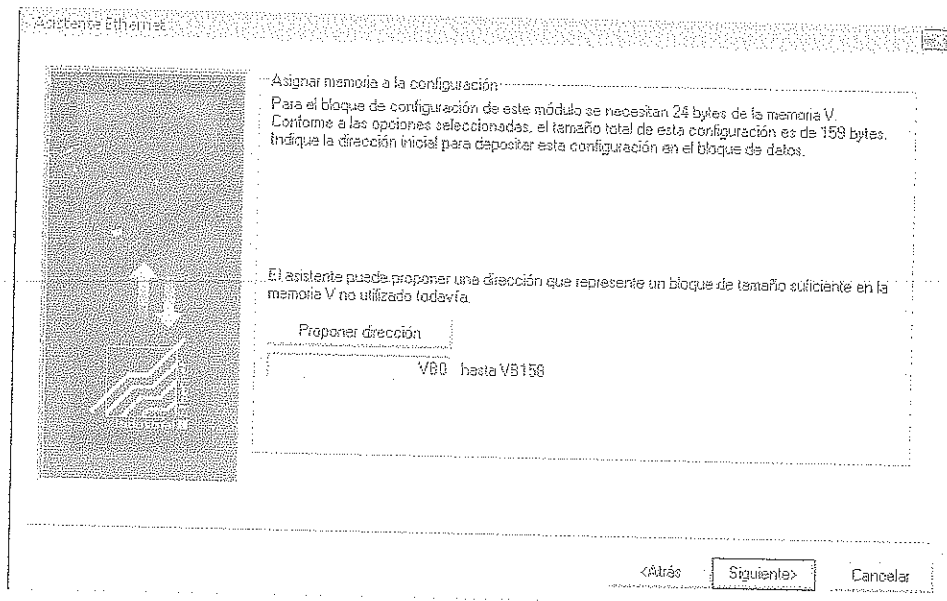 Asistente Ethernet
Asignar memoria a la configuración
Para el bloque de configuración de este módulo se necesitan 24 bytes de la memoria V.
Conforme a las opciones seleccionadas, el tamaño total de esta configuración es de 159 bytes.
Indique la dirección inicial para depositar esta configuración en el bloque de datos.
El asistente puede proponer una dirección que represente un bloque de tamaño suficiente en la
memoria V no utilizado todavía.
Proponer dirección
VB0 hasta VB158
<Atrás Siguiente> Cancelar